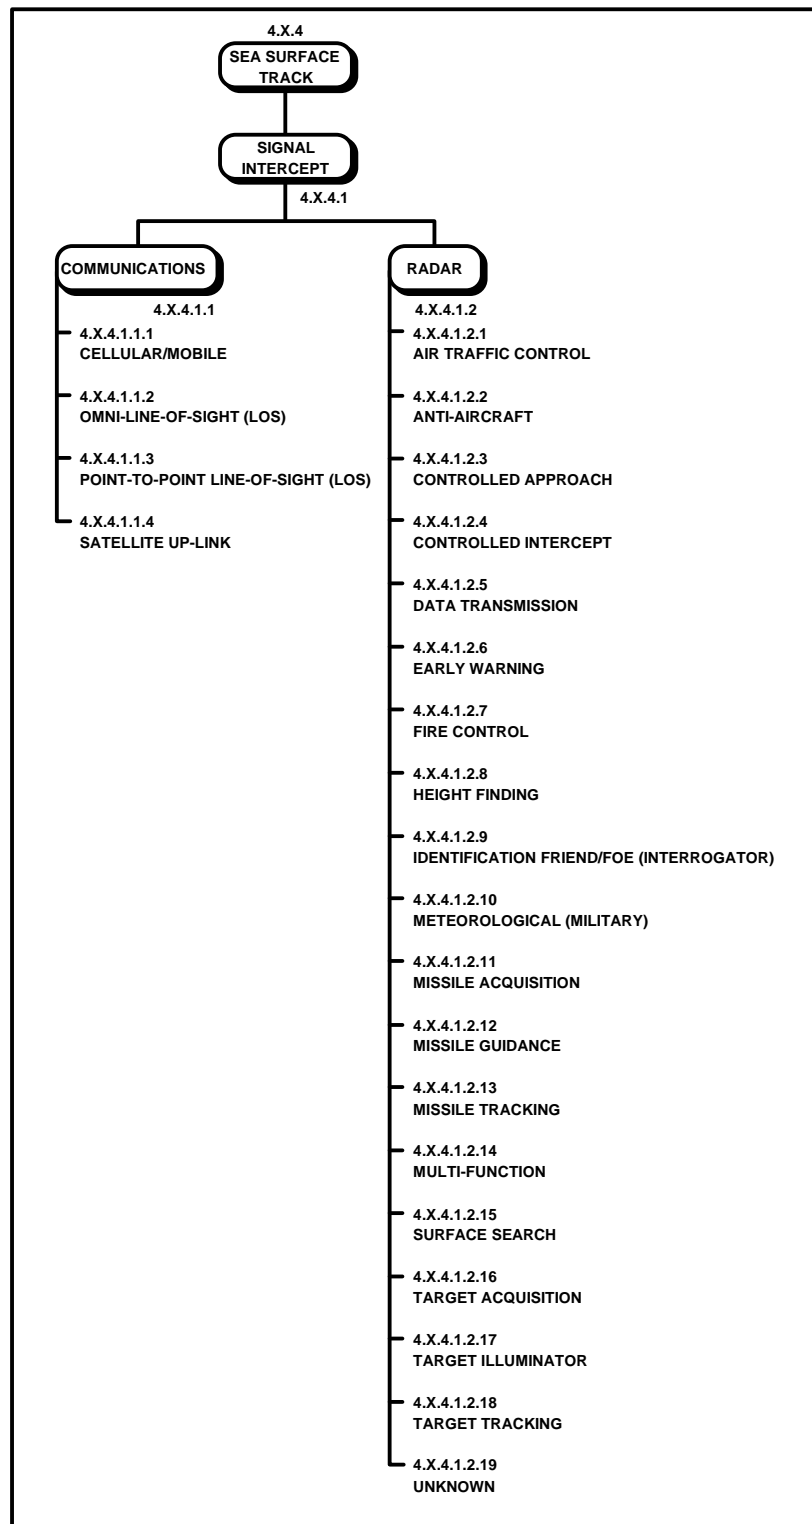 4.X.4
SEA SURFACE
TRACK
SIGNAL
INTERCEPT
4.X.4.1
COMMUNICATIONS
4.X.4.1.1
4.X.4.1.1.1
CELLULAR/MOBILE
4.X.4.1.1.2
OMNI-LINE-OF-SIGHT (LOS)
4.X.4.1.1.3
POINT-TO-POINT LINE-OF-SIGHT (LOS)
4.X.4.1.1.4
SATELLITE UP-LINK
RADAR
4.X.4.1.2
4.X.4.1.2.1
AIR TRAFFIC CONTROL
4.X.4.1.2.2
ANTI-AIRCRAFT
4.X.4.1.2.3
CONTROLLED APPROACH
4.X.4.1.2.4
CONTROLLED INTERCEPT
4.X.4.1.2.5
DATA TRANSMISSION
4.X.4.1.2.6
EARLY WARNING
4.X.4.1.2.7
FIRE CONTROL
4.X.4.1.2.8
HEIGHT FINDING
4.X.4.1.2.9
IDENTIFICATION FRIEND/FOE (INTERROGATOR)
4.X.4.1.2.10
METEOROLOGICAL (MILITARY)
4.X.4.1.2.11
MISSILE ACQUISITION
4.X.4.1.2.12
MISSILE GUIDANCE
4.X.4.1.2.13
MISSILE TRACKING
4.X.4.1.2.14
MULTI-FUNCTION
4.X.4.1.2.15
SURFACE SEARCH
4.X.4.1.2.16
TARGET ACQUISITION
4.X.4.1.2.17
TARGET ILLUMINATOR
4.X.4.1.2.18
TARGET TRACKING
4.X.4.1.2.19
UNKNOWN